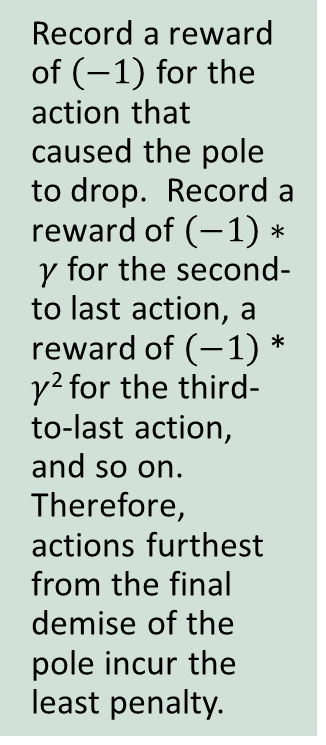 Record a reward
of (−1) for the
action that
caused the pole
to drop.  Record a
reward of (−1) ∗
γ for the second-
to last action, a
reward of (−1) *
γ² for the third-
to-last action,
and so on.
Therefore,
actions furthest
from the final
demise of the
pole incur the
least penalty.